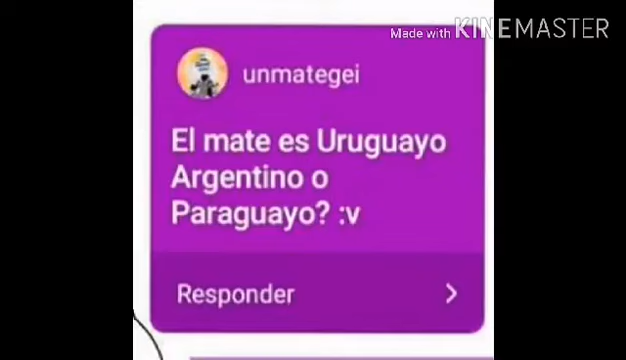 Made with KINEMASTER
unmategei
El mate es Uruguayo
Argentino o
Paraguayo? :v
Responder